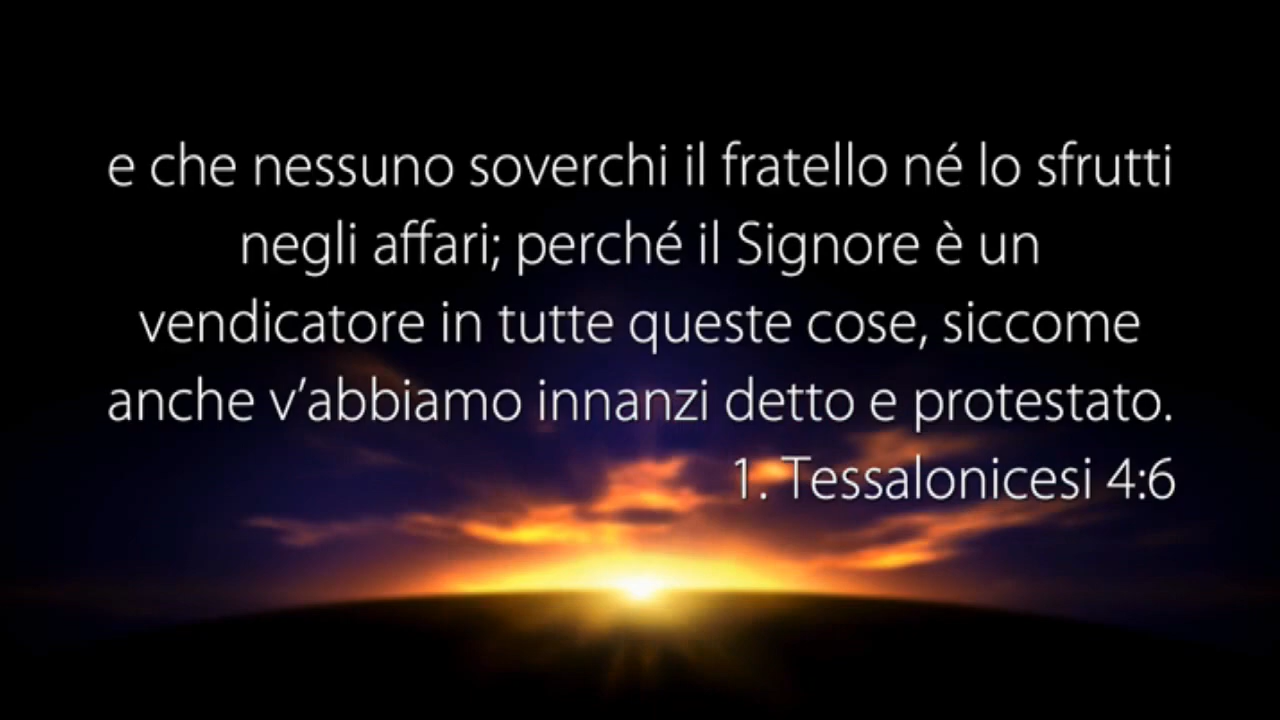 e che nessuno soverchi il fratello né lo sfrutti
negli affari; perché il Signore è un
vendicatore in tutte queste cose, siccome
anche v’abbiamo innanzi detto e protestato.
1. Tessalonicesi 4:6